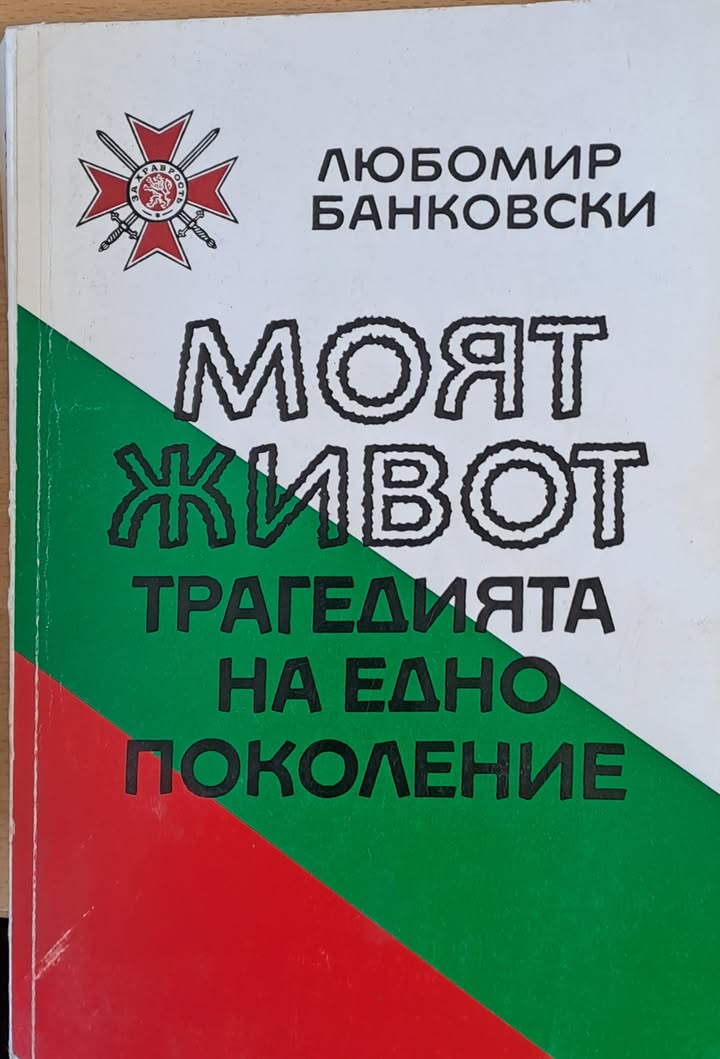 ЗА ХРАБРОСТЬ
ЛЮБОМИР
БАНКОВСКИ
МОЯТ
ЖИВОТ
ТРАГЕДИЯТА
НА ЕДНО
ПОКОЛЕНИЕ